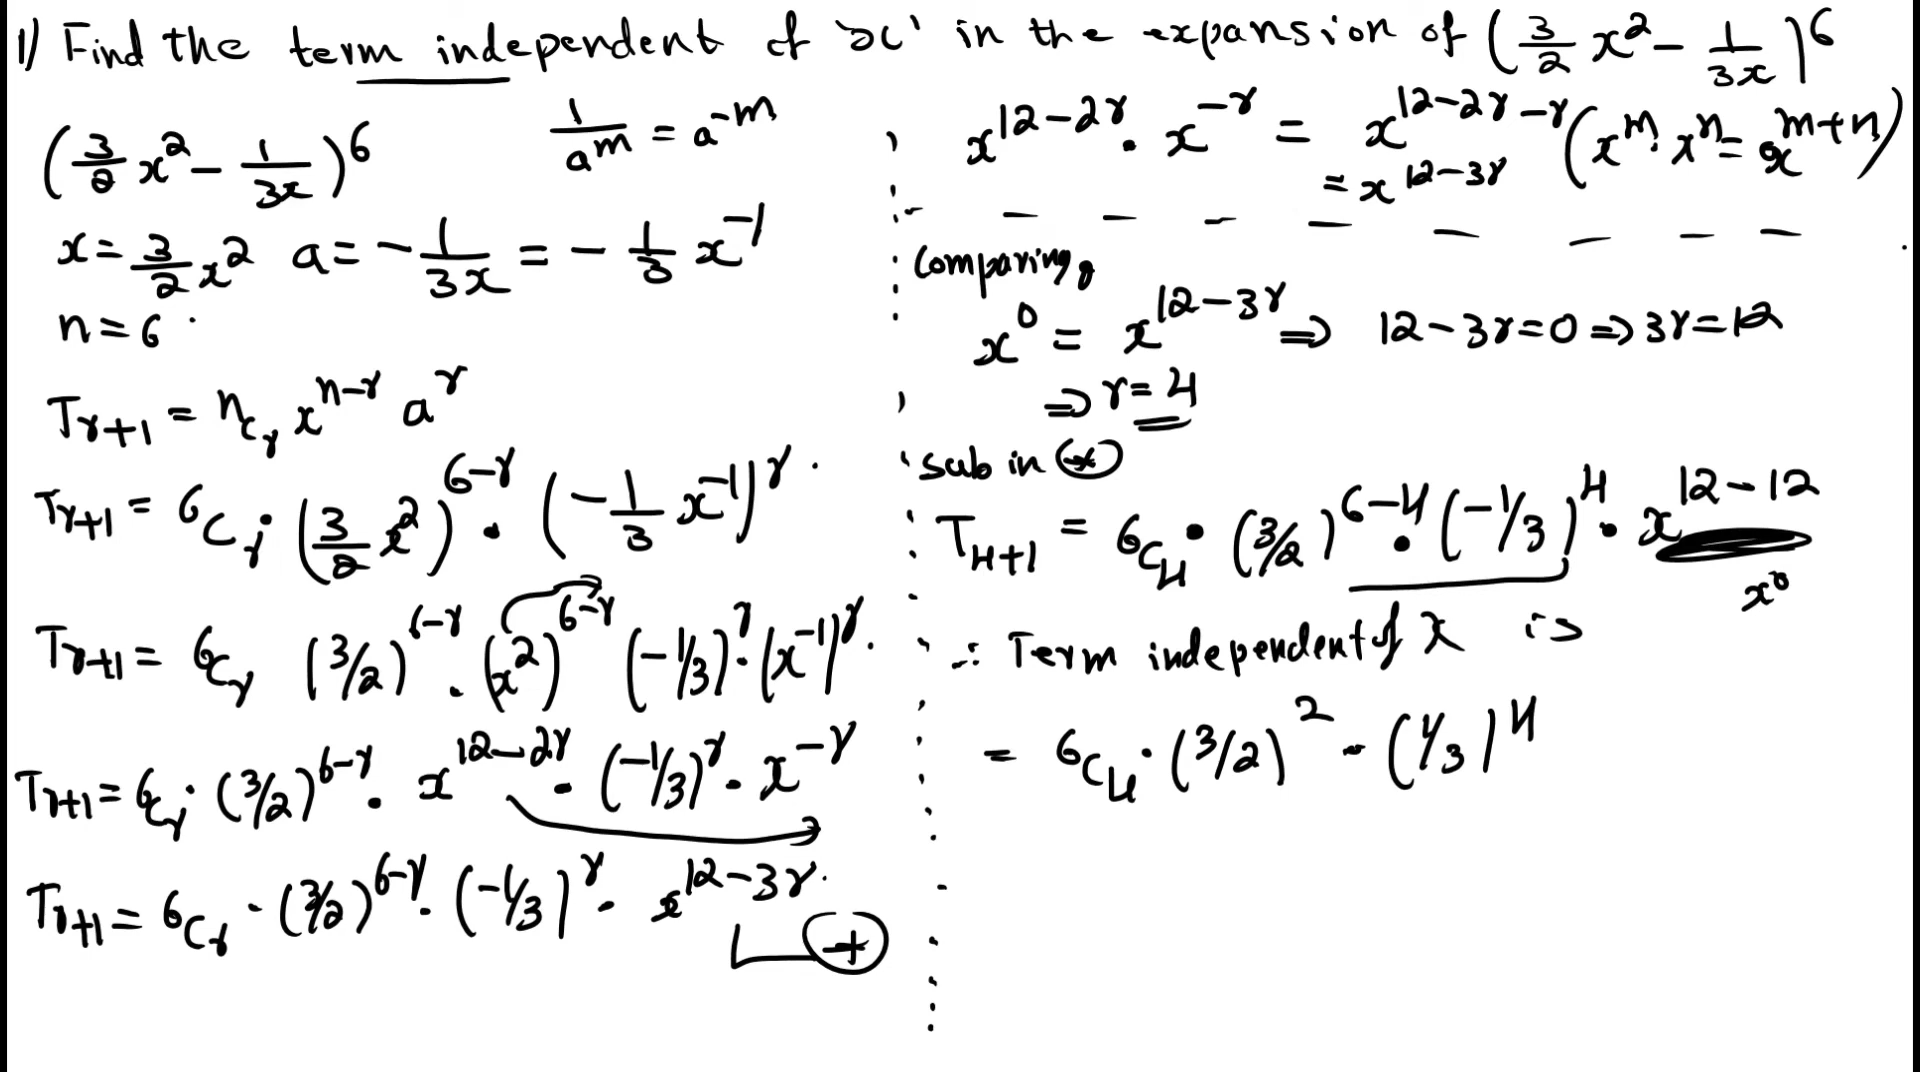 1) Find the term independent of 'x' in the expansion of (3/2 x² − 1/3x)⁶
(3/2 x² − 1/3x)⁶
1/aᵐ = a⁻ᵐ
x = 3/2 x² a = − 1/3x = − 1/3 x⁻¹
n = 6
Tr+1 = nCr xⁿ⁻ʳ aʳ
Tr+1 = 6Cr · (3/2 x²)⁶⁻ʳ · (− 1/3 x⁻¹)ʳ .
Tr+1 = 6Cr (3/2)⁶⁻ʳ . (x²)⁶⁻ʳ (−1/3)ʳ · (x⁻¹)ʳ .
Tr+1 = 6Cr · (3/2)⁶⁻ʳ . x¹²⁻²ʳ . (−1/3)ʳ · x⁻ʳ
Tr+1 = 6Cr · (3/2)⁶⁻ʳ . (−1/3)ʳ · x¹²⁻³ʳ .
+
x¹²⁻²ʳ . x⁻ʳ = x¹²⁻²ʳ⁻ʳ (xᵐ · xⁿ = xᵐ⁺ⁿ)
= x¹²⁻³ʳ
Comparing,
x⁰ = x¹²⁻³ʳ ⇒ 12−3r=0 ⇒ 3r=12
⇒ r = 4
Sub in *
T4+1 = 6C4 · (3/2)⁶⁻⁴ . (−1/3)⁴ · x¹²⁻¹²
x⁰
∴ Term independent of x is
= 6C4 · (3/2)² · (1/3)⁴